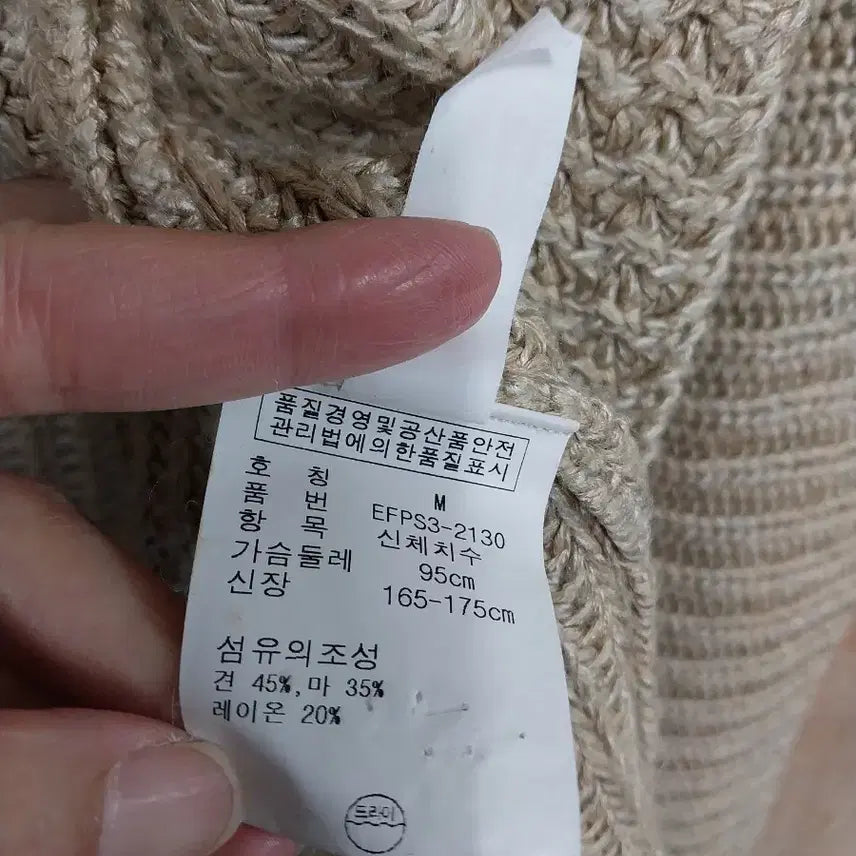 품질경영및공산품안전
관리법에의한품질표시
호 칭 M
품 번 EFPS3-2130
항 목 신체치수
가슴둘레 95cm
신장 165-175cm
섬유의조성
견 45%, 마 35%
레이온 20%
드라이